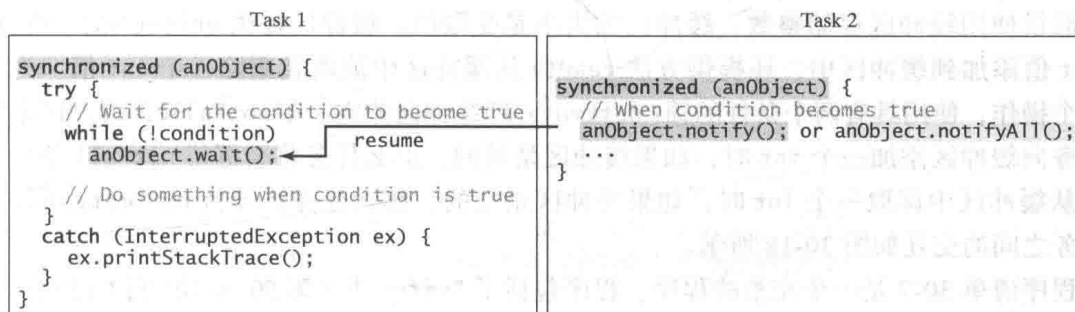 Task 1
synchronized (anObject) {
try {
// Wait for the condition to become true
while (!condition)
anObject.wait();
// Do something when condition is true
}
catch (InterruptedException ex) {
ex.printStackTrace();
}
}
resume
Task 2
synchronized (anObject) {
// When condition becomes true
anObject.notify(); or anObject.notifyAll();
...
}